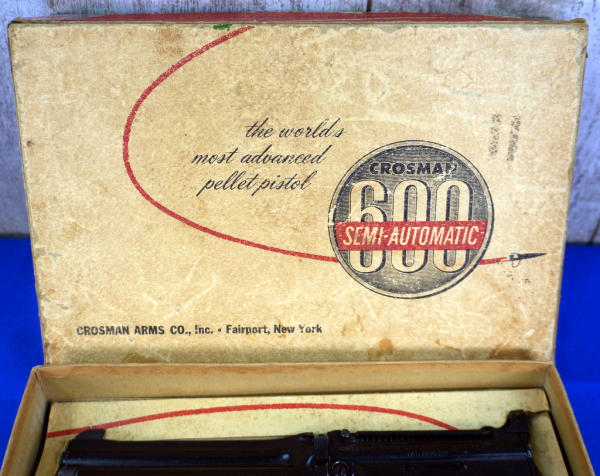 the world's
most advanced
pellet pistol
CROSMAN
600
SEMI-AUTOMATIC
CROSMAN ARMS CO., Inc. • Fairport, New York